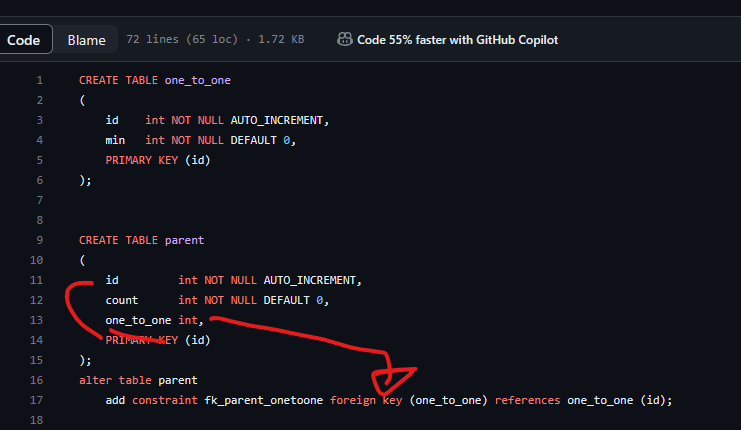 Code Blame 72 lines (65 loc) · 1.72 KB Code 55% faster with GitHub Copilot
1 CREATE TABLE one_to_one
2 (
3 id int NOT NULL AUTO_INCREMENT,
4 min int NOT NULL DEFAULT 0,
5 PRIMARY KEY (id)
6 );
7
8
9 CREATE TABLE parent
10 (
11 id int NOT NULL AUTO_INCREMENT,
12 count int NOT NULL DEFAULT 0,
13 one_to_one int,
14 PRIMARY KEY (id)
15 );
16 alter table parent
17 add constraint fk_parent_onetoone foreign key (one_to_one) references one_to_one (id);
18